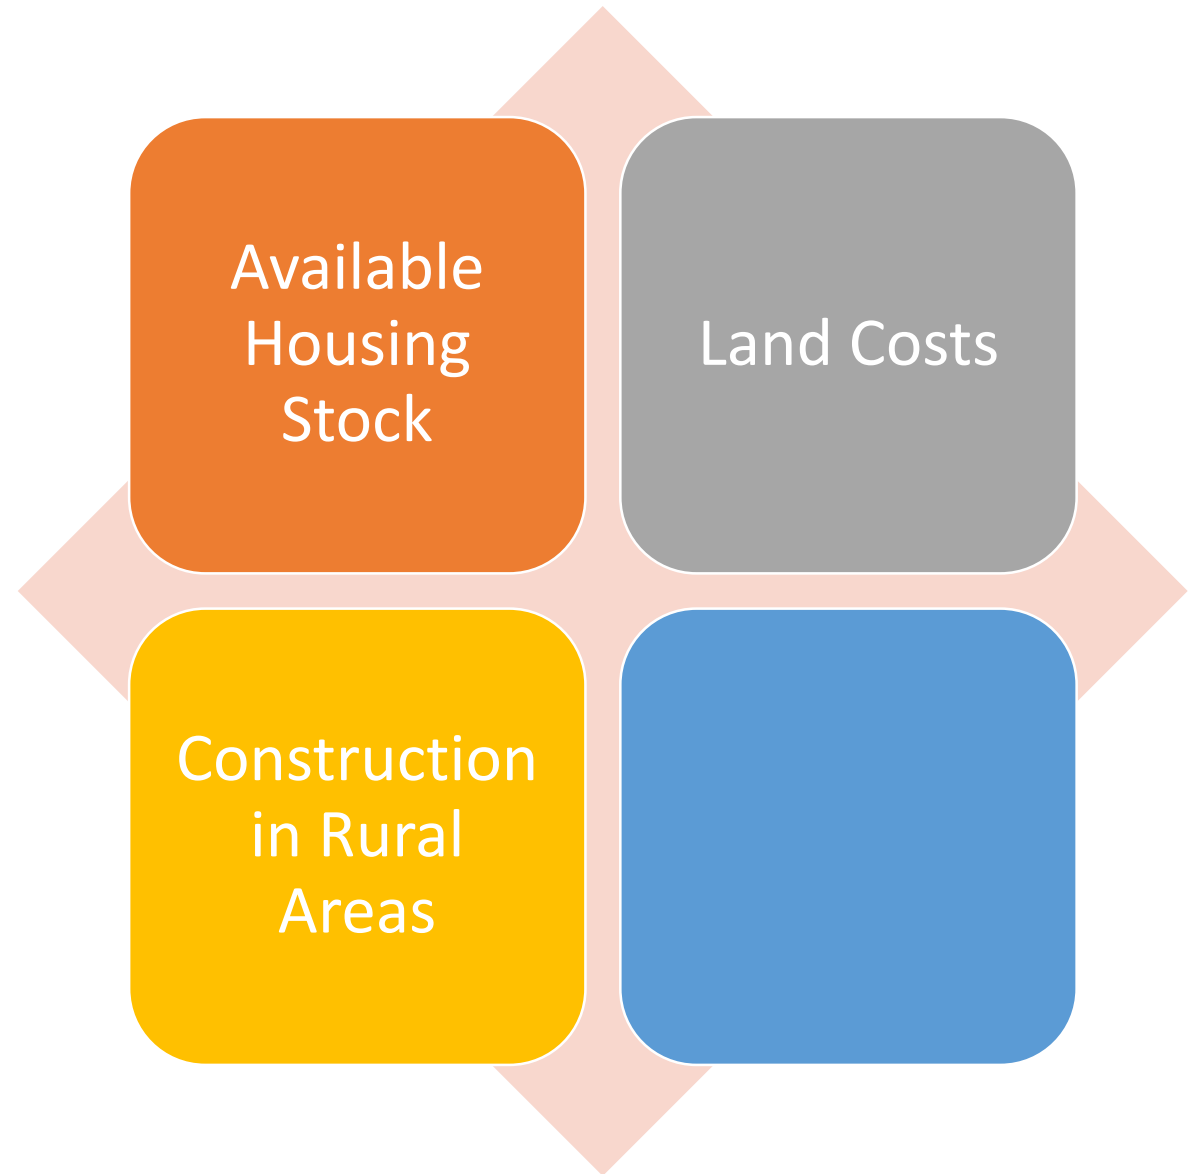 Available
Housing
Stock
Land Costs
Construction
in Rural
Areas